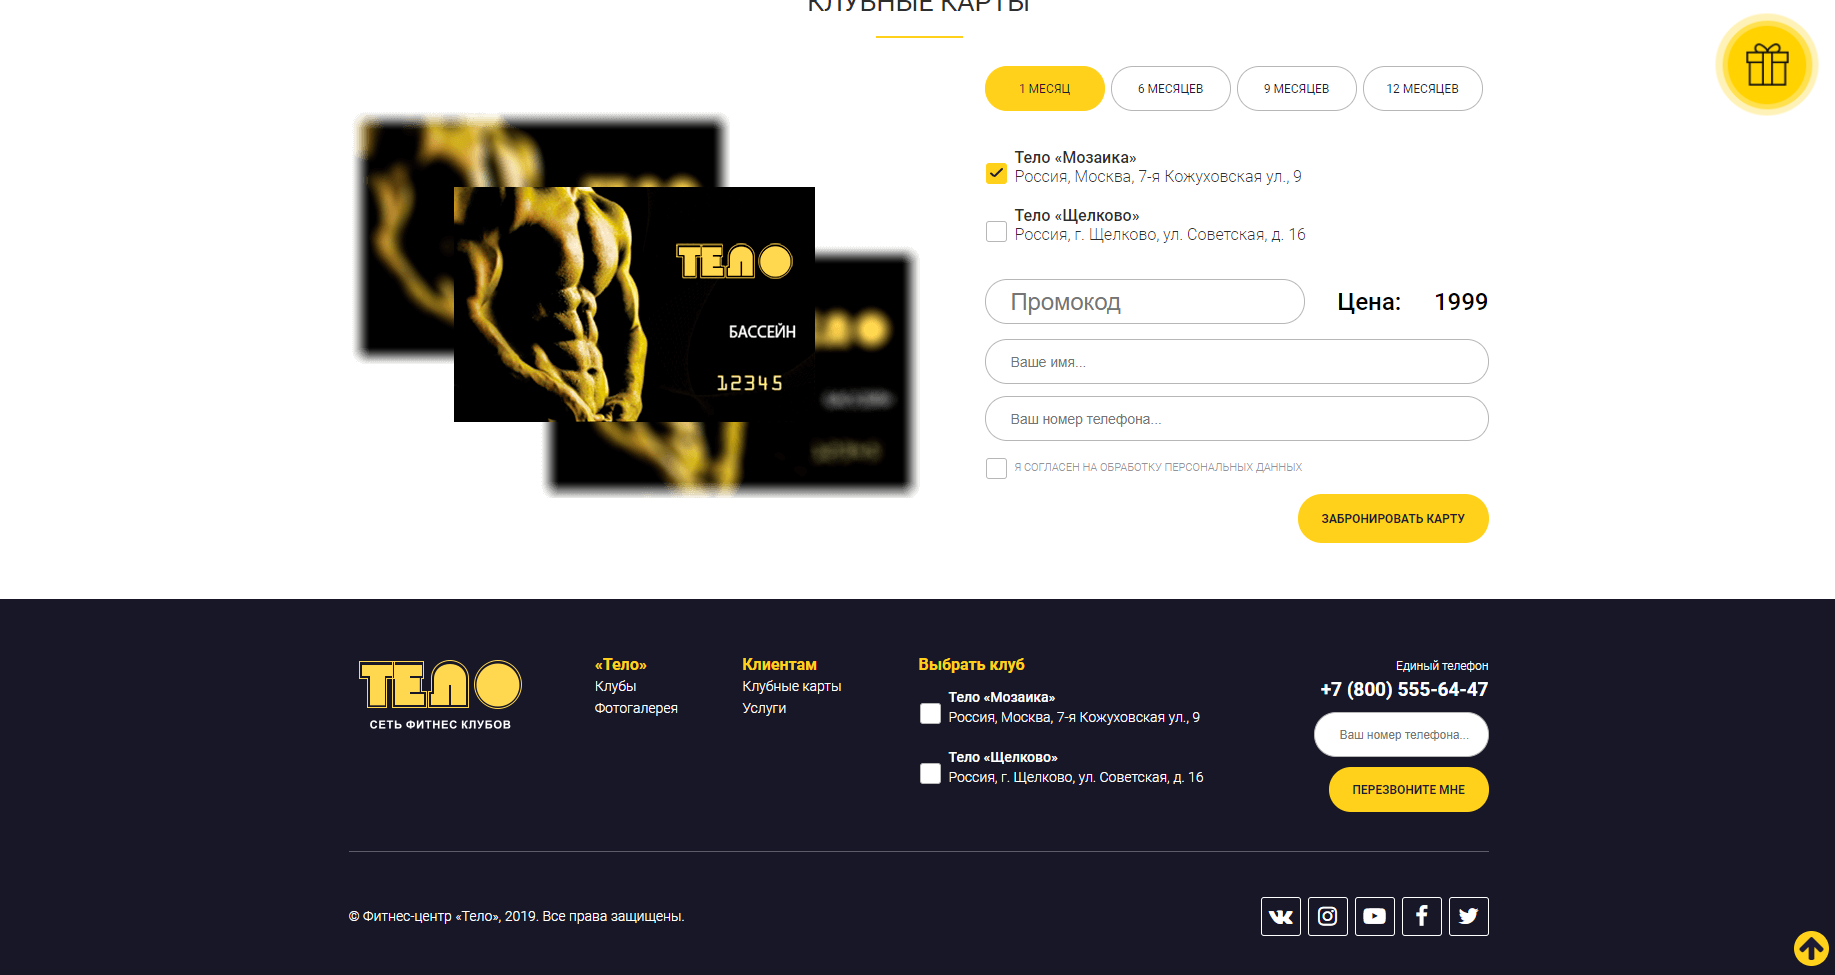 КЛУБНЫЕ КАРТЫ
1 МЕСЯЦ
6 МЕСЯЦЕВ
9 МЕСЯЦЕВ
12 МЕСЯЦЕВ
ТЕЛО
БАССЕЙН
12345
Тело «Мозаика»
Россия, Москва, 7-я Кожуховская ул., 9
Тело «Щелково»
Россия, г. Щелково, ул. Советская, д. 16
Промокод
Цена: 1999
Ваше имя...
Ваш номер телефона...
Я СОГЛАСЕН НА ОБРАБОТКУ ПЕРСОНАЛЬНЫХ ДАННЫХ
ЗАБРОНИРОВАТЬ КАРТУ
ТЕЛО
СЕТЬ ФИТНЕС КЛУБОВ
«Тело»
Клубы
Фотогалерея
Клиентам
Клубные карты
Услуги
Выбрать клуб
Тело «Мозаика»
Россия, Москва, 7-я Кожуховская ул., 9
Тело «Щелково»
Россия, г. Щелково, ул. Советская, д. 16
Единый телефон
+7 (800) 555-64-47
Ваш номер телефона...
ПЕРЕЗВОНИТЕ МНЕ
© Фитнес-центр «Тело», 2019. Все права защищены.